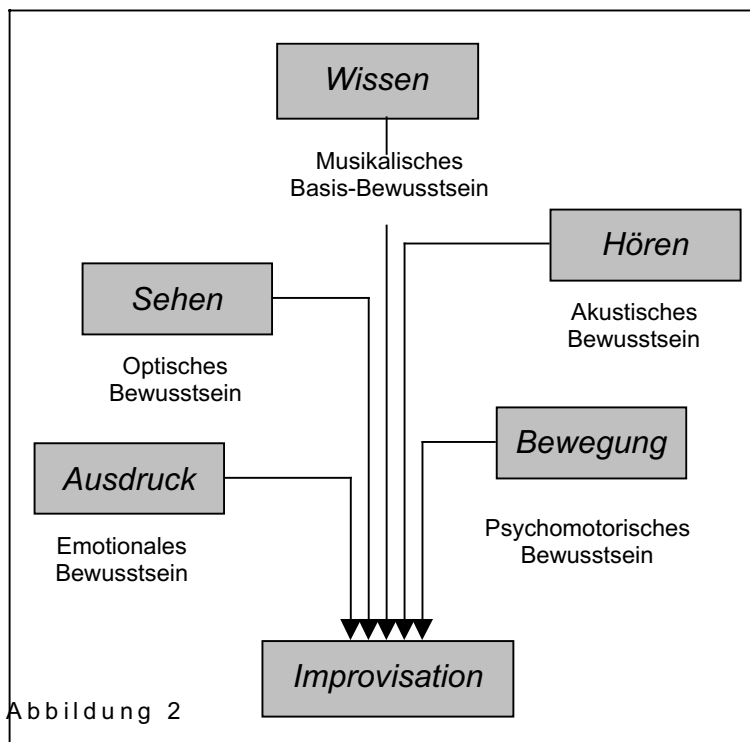 Wissen
Musikalisches
Basis-Bewusstsein
Hören
Akustisches
Bewusstsein
Sehen
Optisches
Bewusstsein
Bewegung
Psychomotorisches
Bewusstsein
Ausdruck
Emotionales
Bewusstsein
Improvisation
Abbildung 2